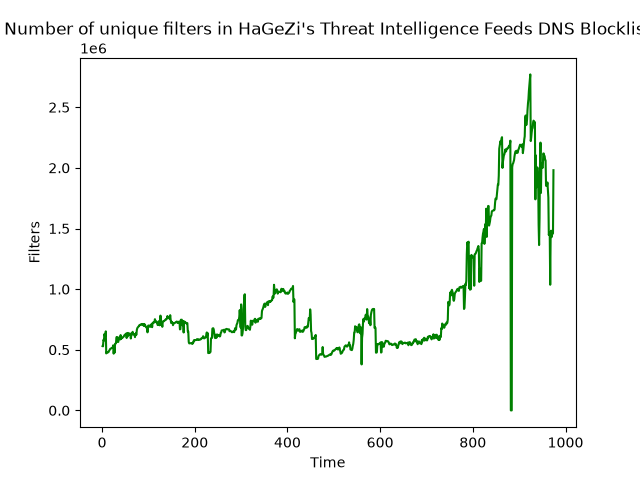 Number of unique filters in HaGeZi's Threat Intelligence Feeds DNS Blocklis
1e6
2.5
2.0
1.5
1.0
0.5
0.0
Filters
0 200 400 600 800 1000
Time